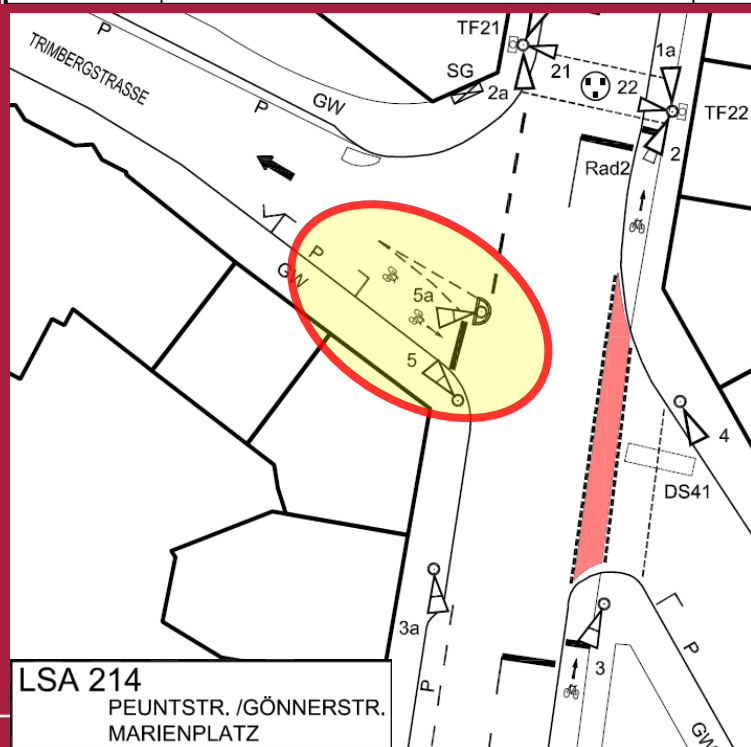 P
TF21
1a
TRIMBERGSTRASSE
SG
2a
21
22
GW
P
TF22
2
Rad2
P
GW
5a
5
4
DS41
3a
P
3
P
GW
LSA 214
PEUNTSTR. /GÖNNERSTR.
MARIENPLATZ